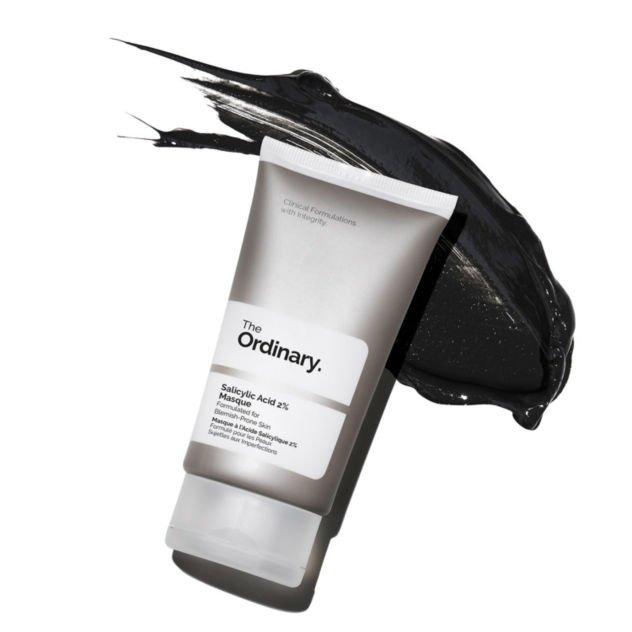 Clinical Formulations
with Integrity.
The
Ordinary.
Salicylic Acid 2%
Masque
Formulated for
Blemish-Prone Skin
Masque à l'Acide Salicylique 2%
Formulé pour les Peaux
Sujettes aux Imperfections